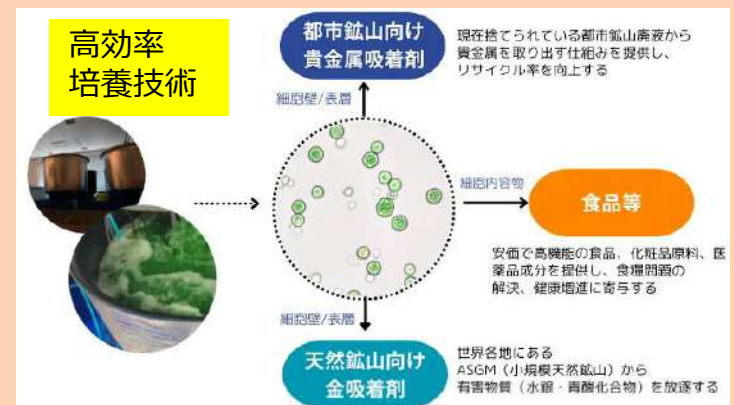 高効率
培養技術
都市鉱山向け
貴金属吸着剤
現在捨てられている都市鉱山廃液から
貴金属を取り出す仕組みを提供し、
リサイクル率を向上する
細胞壁/表層
細胞内容物
食品等
安価で高機能の食品、化粧品原料、医
薬品成分を提供し、食糧問題の
解決、健康増進に寄与する
細胞壁/表層
天然鉱山向け
金吸着剤
世界各地にある
ASGM（小規模天然鉱山）から
有害物質（水銀・青酸化合物）を放逐する